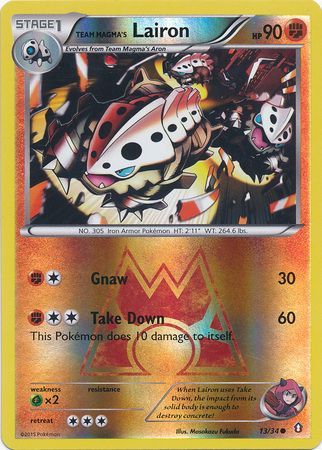 STAGE1
TEAM MAGMA'S Lairon HP 90
Evolves from Team Magma's Aron
NO. 305 Iron Armor Pokémon HT: 2'11" WT: 264.6 lbs.
Gnaw 30
Take Down 60
This Pokémon does 10 damage to itself.
weakness resistance
×2
retreat
When Lairon uses Take
Down, the impact from its
solid body is enough to
destroy concrete!
©2015 Pokémon
Illus. Masakazu Fukuda
13/34